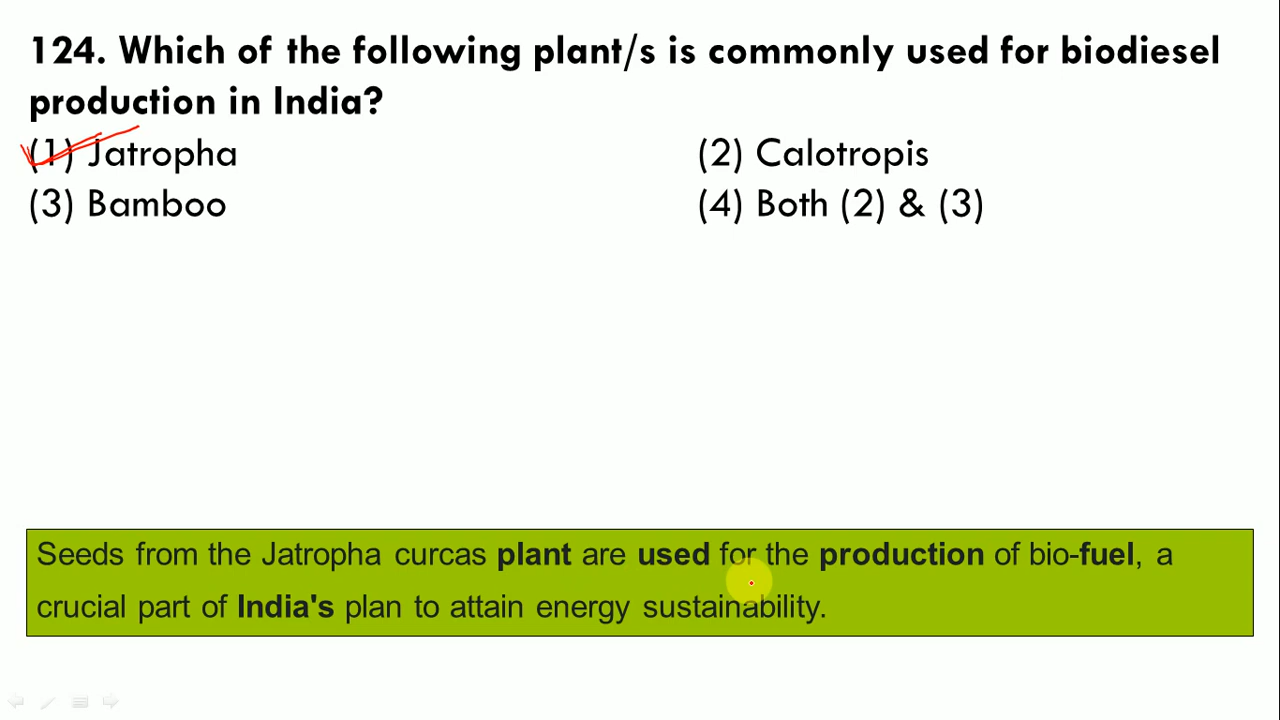 124. Which of the following plant/s is commonly used for biodiesel
production in India?
(1) Jatropha (2) Calotropis
(3) Bamboo (4) Both (2) & (3)
Seeds from the Jatropha curcas plant are used for the production of bio-fuel, a
crucial part of India's plan to attain energy sustainability.